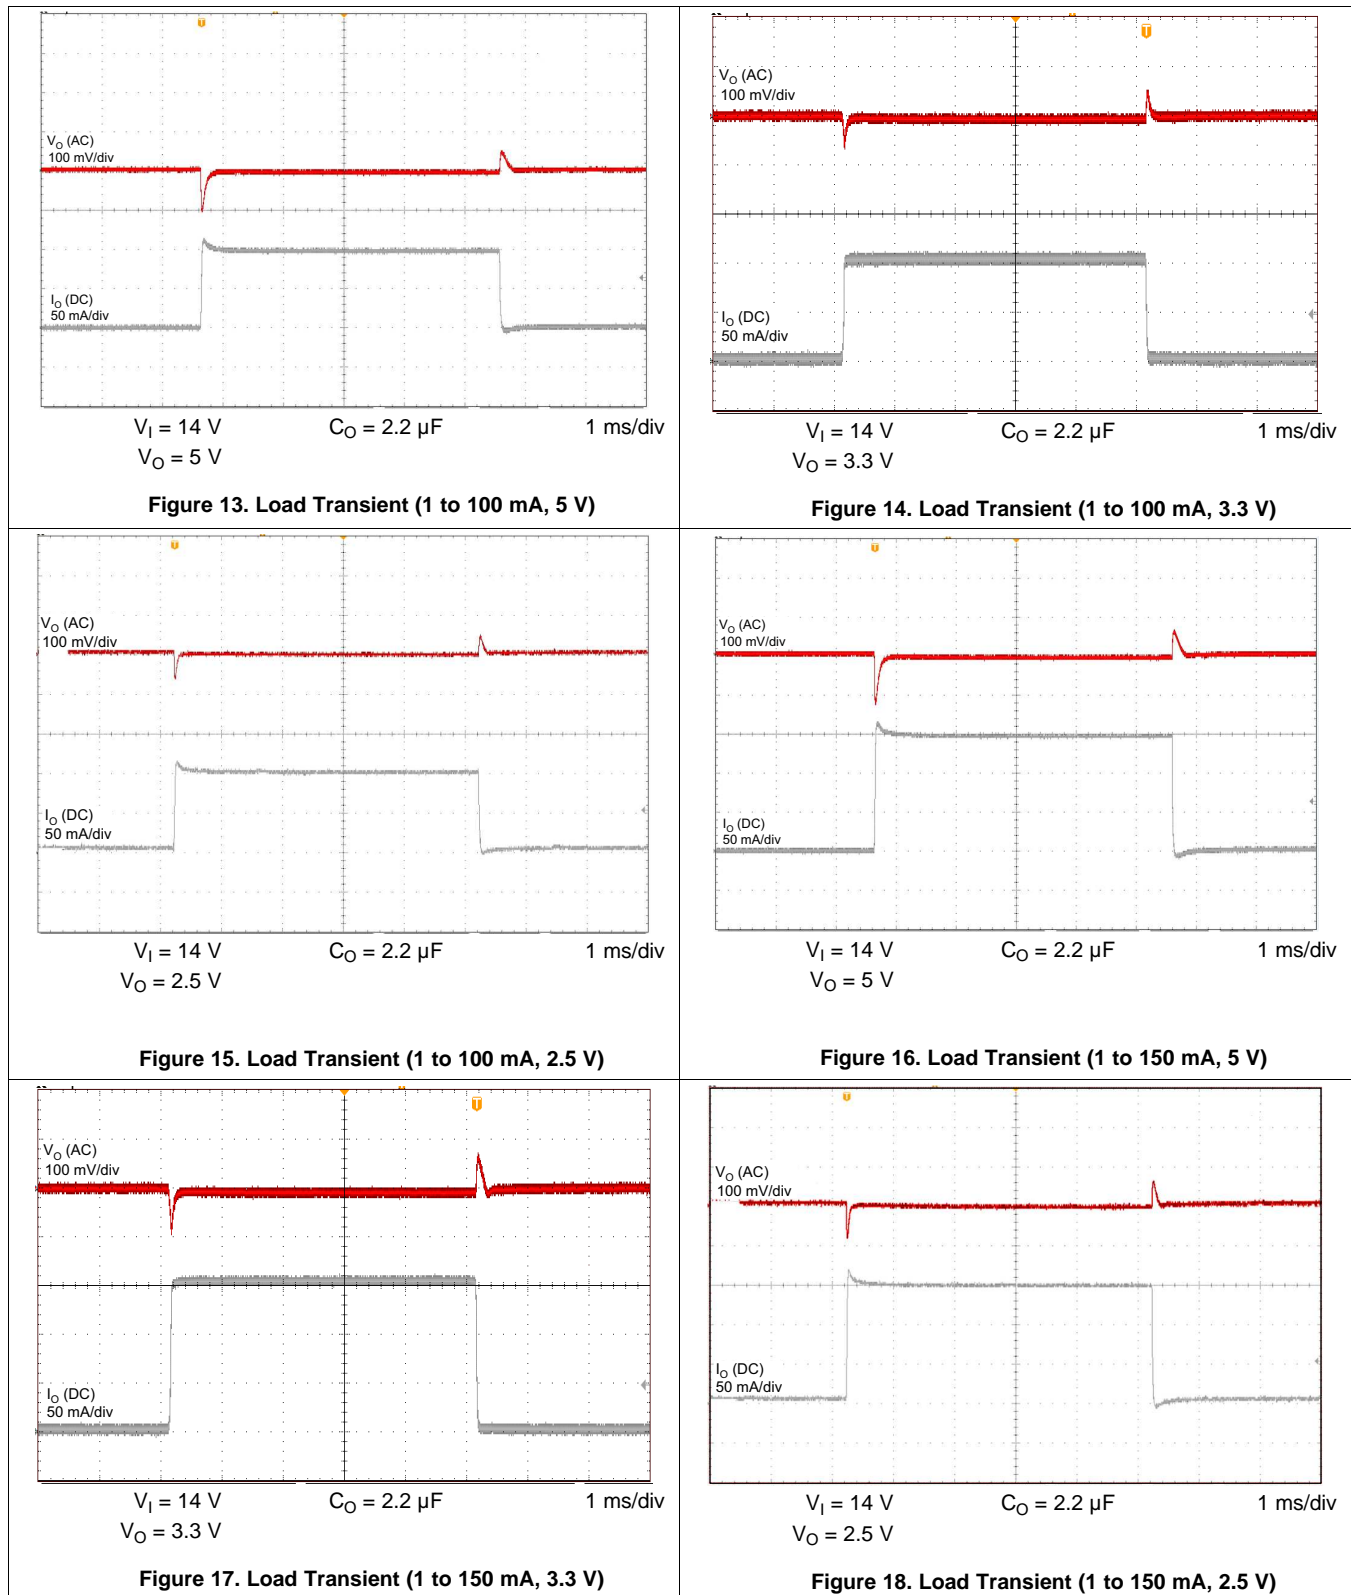 T
V_O (AC)
100 mV/div
I_O (DC)
50 mA/div
V_I = 14 V C_O = 2.2 µF 1 ms/div
V_O = 5 V
Figure 13. Load Transient (1 to 100 mA, 5 V)
T
V_O (AC)
100 mV/div
I_O (DC)
50 mA/div
V_I = 14 V C_O = 2.2 µF 1 ms/div
V_O = 3.3 V
Figure 14. Load Transient (1 to 100 mA, 3.3 V)
T
V_O (AC)
100 mV/div
I_O (DC)
50 mA/div
V_I = 14 V C_O = 2.2 µF 1 ms/div
V_O = 2.5 V
Figure 15. Load Transient (1 to 100 mA, 2.5 V)
T
V_O (AC)
100 mV/div
I_O (DC)
50 mA/div
V_I = 14 V C_O = 2.2 µF 1 ms/div
V_O = 5 V
Figure 16. Load Transient (1 to 150 mA, 5 V)
T
V_O (AC)
100 mV/div
I_O (DC)
50 mA/div
V_I = 14 V C_O = 2.2 µF 1 ms/div
V_O = 3.3 V
Figure 17. Load Transient (1 to 150 mA, 3.3 V)
T
V_O (AC)
100 mV/div
I_O (DC)
50 mA/div
V_I = 14 V C_O = 2.2 µF 1 ms/div
V_O = 2.5 V
Figure 18. Load Transient (1 to 150 mA, 2.5 V)